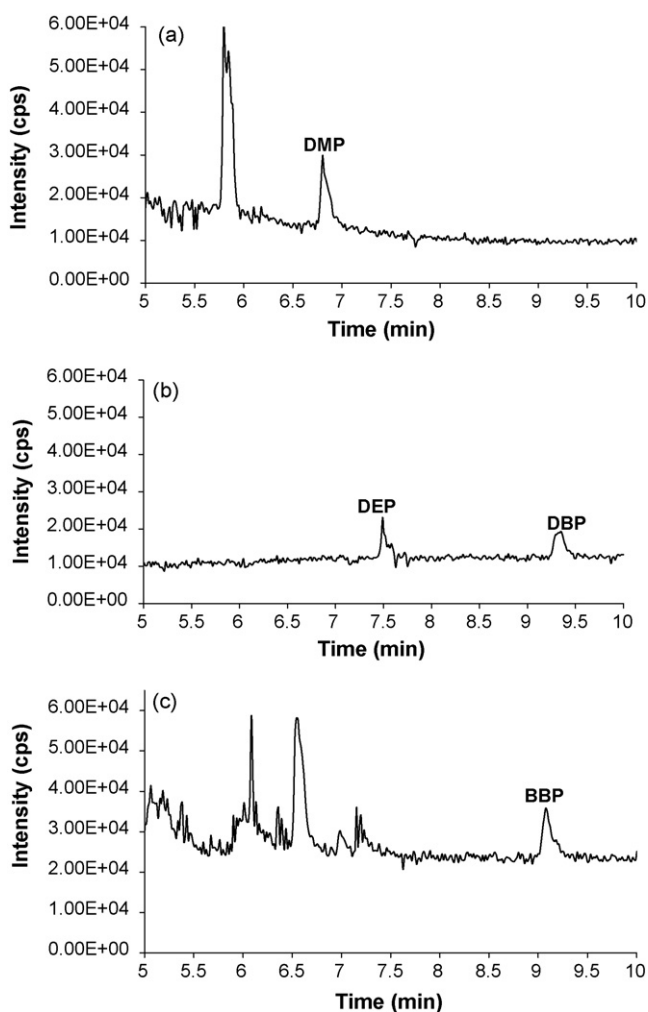 (a)
Intensity (cps)
6.00E+04
5.00E+04
4.00E+04
3.00E+04
2.00E+04
1.00E+04
0.00E+00
DMP
5 5.5 6 6.5 7 7.5 8 8.5 9 9.5 10
Time (min)
(b)
Intensity (cps)
6.00E+04
5.00E+04
4.00E+04
3.00E+04
2.00E+04
1.00E+04
0.00E+00
DEP DBP
5 5.5 6 6.5 7 7.5 8 8.5 9 9.5 10
Time (min)
(c)
Intensity (cps)
6.00E+04
5.00E+04
4.00E+04
3.00E+04
2.00E+04
1.00E+04
0.00E+00
BBP
5 5.5 6 6.5 7 7.5 8 8.5 9 9.5 10
Time (min)